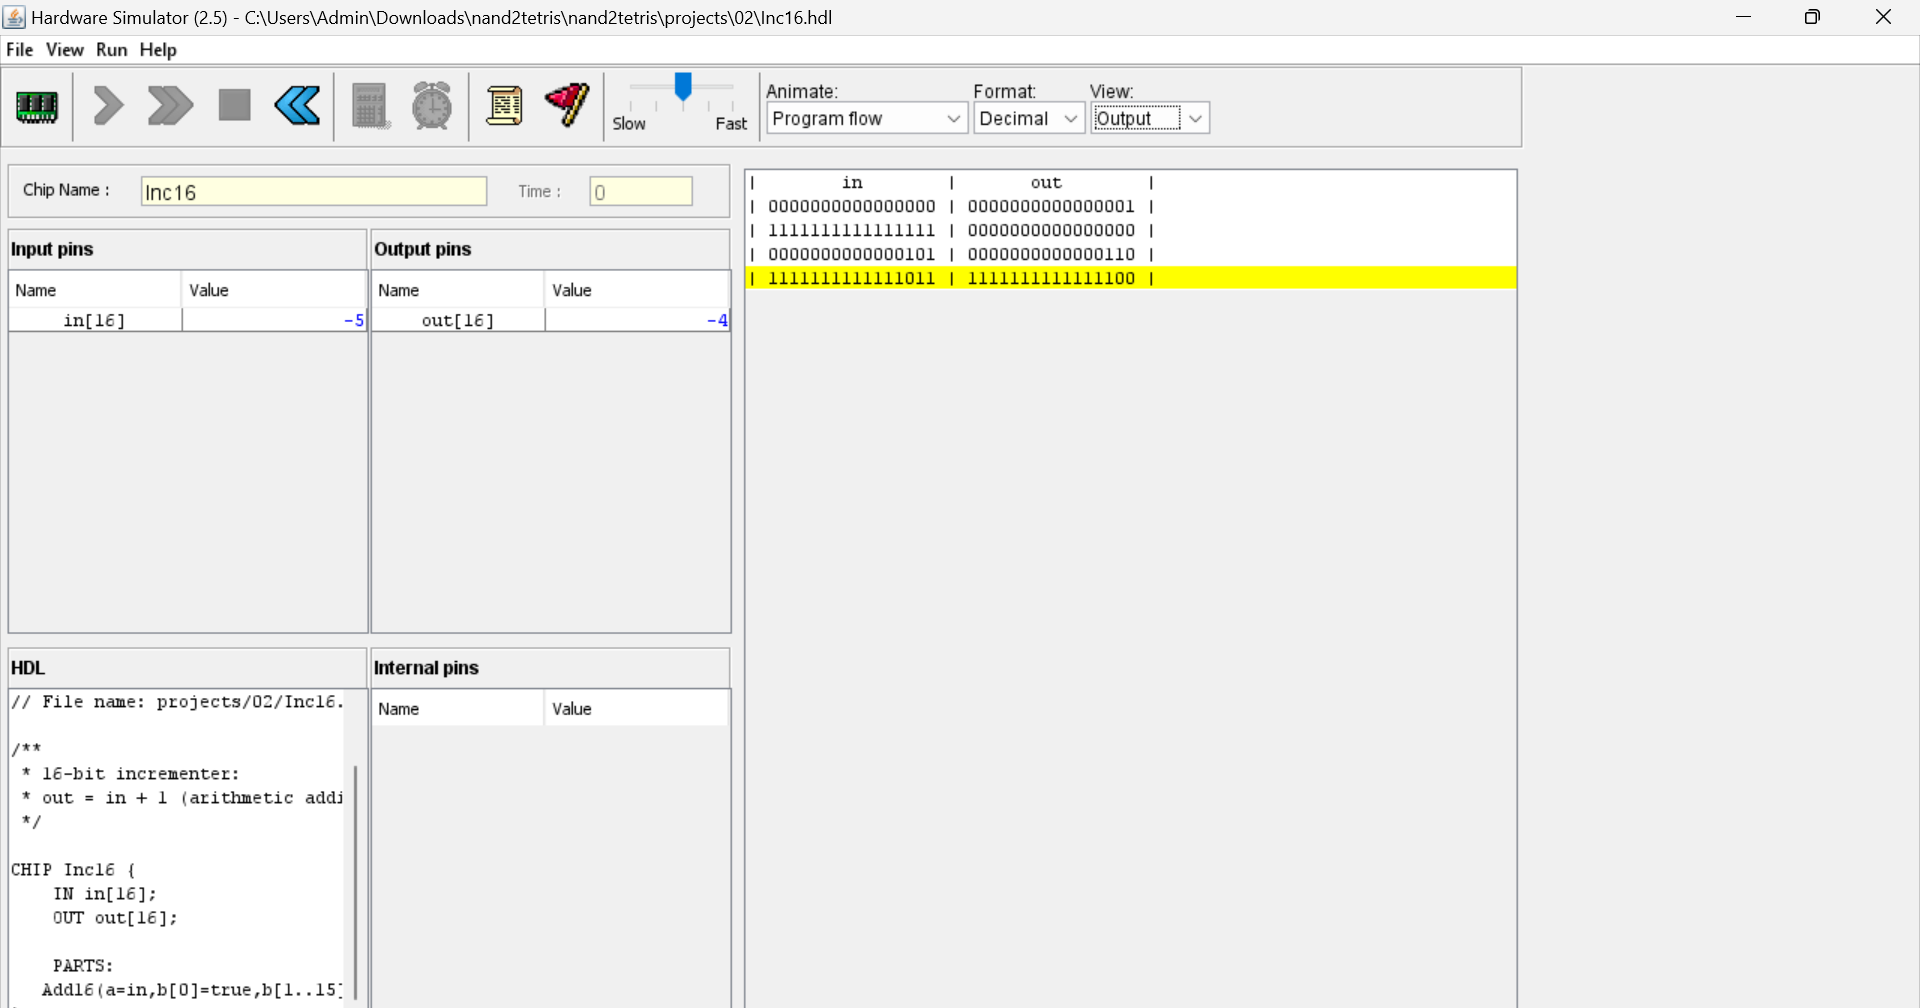 Hardware Simulator (2.5) - C:\Users\Admin\Downloads\nand2tetris\nand2tetris\projects\02\Inc16.hdl
File View Run Help
Slow Fast
Animate: Format: View:
Program flow Decimal Output
Chip Name : Inc16 Time : 0
Input pins
Name Value
in[16] -5
Output pins
Name Value
out[16] -4
HDL
// File name: projects/02/Inc16.
/**
* 16-bit incrementer:
* out = in + 1 (arithmetic addi
*/
CHIP Inc16 {
IN in[16];
OUT out[16];
PARTS:
Add16(a=in,b[0]=true,b[1..15]
Internal pins
Name Value
| in | out |
| 0000000000000000 | 0000000000000001 |
| 1111111111111111 | 0000000000000000 |
| 0000000000000101 | 0000000000000110 |
| 1111111111111011 | 1111111111111100 |